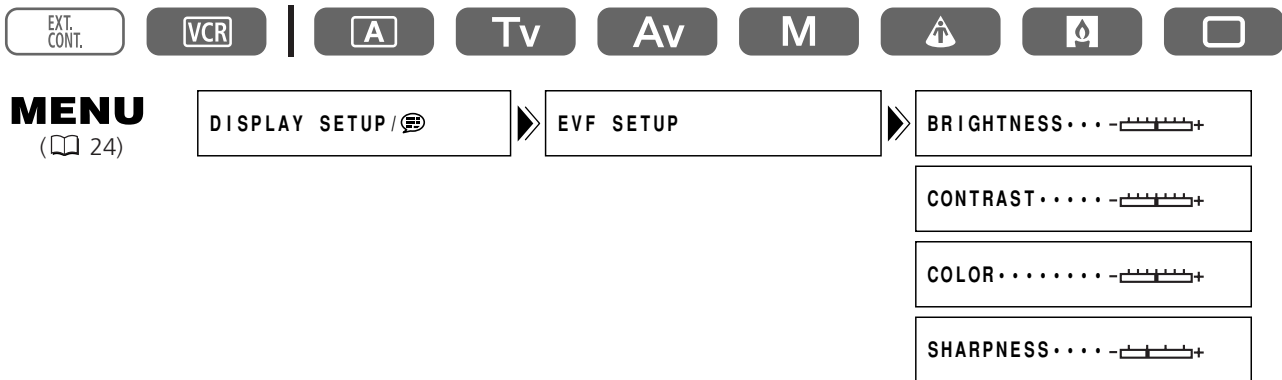 EXT. CONT. VCR A Tv Av M
MENU DISPLAY SETUP/ EVF SETUP BRIGHTNESS••• -+
( 24)
CONTRAST••••• -+
COLOR•••••••• -+
SHARPNESS•••• -+